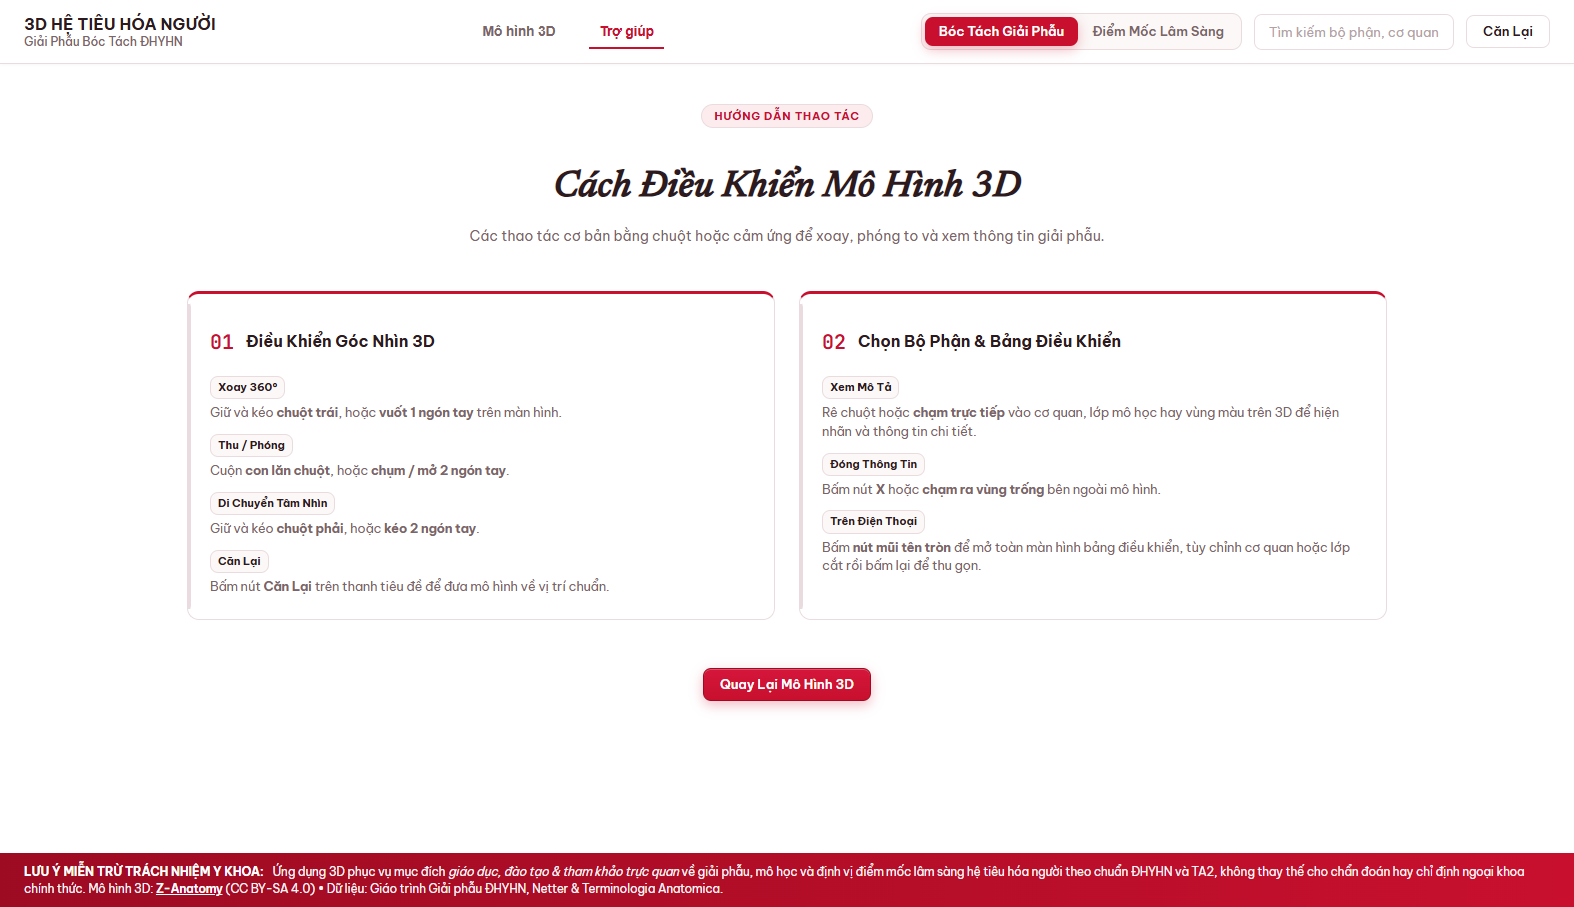 3D HỆ TIÊU HÓA NGƯỜI
Giải Phẫu Bóc Tách ĐHYHN
Mô hình 3D
Trợ giúp
Bóc Tách Giải Phẫu
Điểm Mốc Lâm Sàng
Tìm kiếm bộ phận, cơ quan
Căn Lại
HƯỚNG DẪN THAO TÁC
Cách Điều Khiển Mô Hình 3D
Các thao tác cơ bản bằng chuột hoặc cảm ứng để xoay, phóng to và xem thông tin giải phẫu.
01 Điều Khiển Góc Nhìn 3D
Xoay 360°
Giữ và kéo chuột trái, hoặc vuốt 1 ngón tay trên màn hình.
Thu / Phóng
Cuộn con lăn chuột, hoặc chụm / mở 2 ngón tay.
Di Chuyển Tâm Nhìn
Giữ và kéo chuột phải, hoặc kéo 2 ngón tay.
Căn Lại
Bấm nút Căn Lại trên thanh tiêu đề để đưa mô hình về vị trí chuẩn.
02 Chọn Bộ Phận & Bảng Điều Khiển
Xem Mô Tả
Rê chuột hoặc chạm trực tiếp vào cơ quan, lớp mô học hay vùng màu trên 3D để hiện
nhãn và thông tin chi tiết.
Đóng Thông Tin
Bấm nút X hoặc chạm ra vùng trống bên ngoài mô hình.
Trên Điện Thoại
Bấm nút mũi tên tròn để mở toàn màn hình bảng điều khiển, tùy chỉnh cơ quan hoặc lớp
cắt rồi bấm lại để thu gọn.
Quay Lại Mô Hình 3D
LƯU Ý MIỄN TRỪ TRÁCH NHIỆM Y KHOA: Ứng dụng 3D phục vụ mục đích giáo dục, đào tạo & tham khảo trực quan về giải phẫu, mô học và định vị điểm mốc lâm sàng hệ tiêu hóa người theo chuẩn ĐHYHN và TA2, không thay thế cho chẩn đoán hay chỉ định ngoại khoa
chính thức. Mô hình 3D: Z-Anatomy (CC BY-SA 4.0) • Dữ liệu: Giáo trình Giải phẫu ĐHYHN, Netter & Terminologia Anatomica.